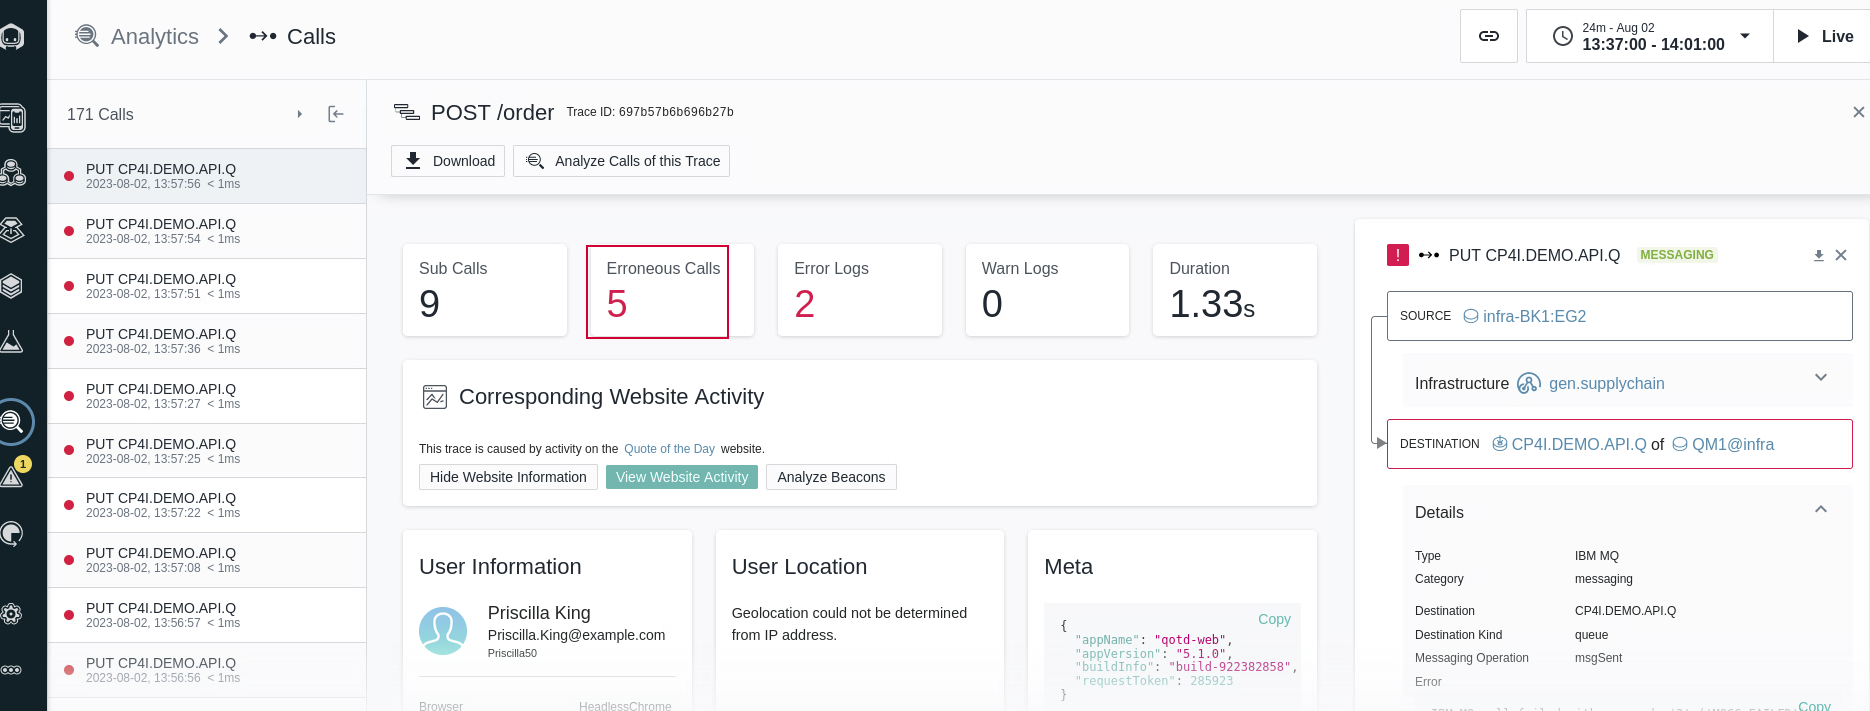 Analytics > Calls
24m - Aug 02
13:37:00 - 14:01:00
Live
171 Calls
PUT CP4I.DEMO.API.Q
2023-08-02, 13:57:56 < 1ms
PUT CP4I.DEMO.API.Q
2023-08-02, 13:57:54 < 1ms
PUT CP4I.DEMO.API.Q
2023-08-02, 13:57:51 < 1ms
PUT CP4I.DEMO.API.Q
2023-08-02, 13:57:36 < 1ms
PUT CP4I.DEMO.API.Q
2023-08-02, 13:57:27 < 1ms
PUT CP4I.DEMO.API.Q
2023-08-02, 13:57:25 < 1ms
PUT CP4I.DEMO.API.Q
2023-08-02, 13:57:22 < 1ms
PUT CP4I.DEMO.API.Q
2023-08-02, 13:57:08 < 1ms
PUT CP4I.DEMO.API.Q
2023-08-02, 13:56:57 < 1ms
PUT CP4I.DEMO.API.Q
2023-08-02, 13:56:56 < 1ms
1
POST /order Trace ID: 697b57b6b696b27b
Download
Analyze Calls of this Trace
Sub Calls
9
Erroneous Calls
5
Error Logs
2
Warn Logs
0
Duration
1.33s
Corresponding Website Activity
This trace is caused by activity on the Quote of the Day website.
Hide Website Information
View Website Activity
Analyze Beacons
User Information
Priscilla King
Priscilla.King@example.com
Priscilla50
Browser HeadlessChrome
User Location
Geolocation could not be determined
from IP address.
Meta
Copy
{
"appName": "qotd-web",
"appVersion": "5.1.0",
"buildInfo": "build-922382858",
"requestToken": 285923
}
! PUT CP4I.DEMO.API.Q MESSAGING
SOURCE infra-BK1:EG2
Infrastructure gen.supplychain
DESTINATION CP4I.DEMO.API.Q of QM1@infra
Details
Type IBM MQ
Category messaging
Destination CP4I.DEMO.API.Q
Destination Kind queue
Messaging Operation msgSent
Error
Copy